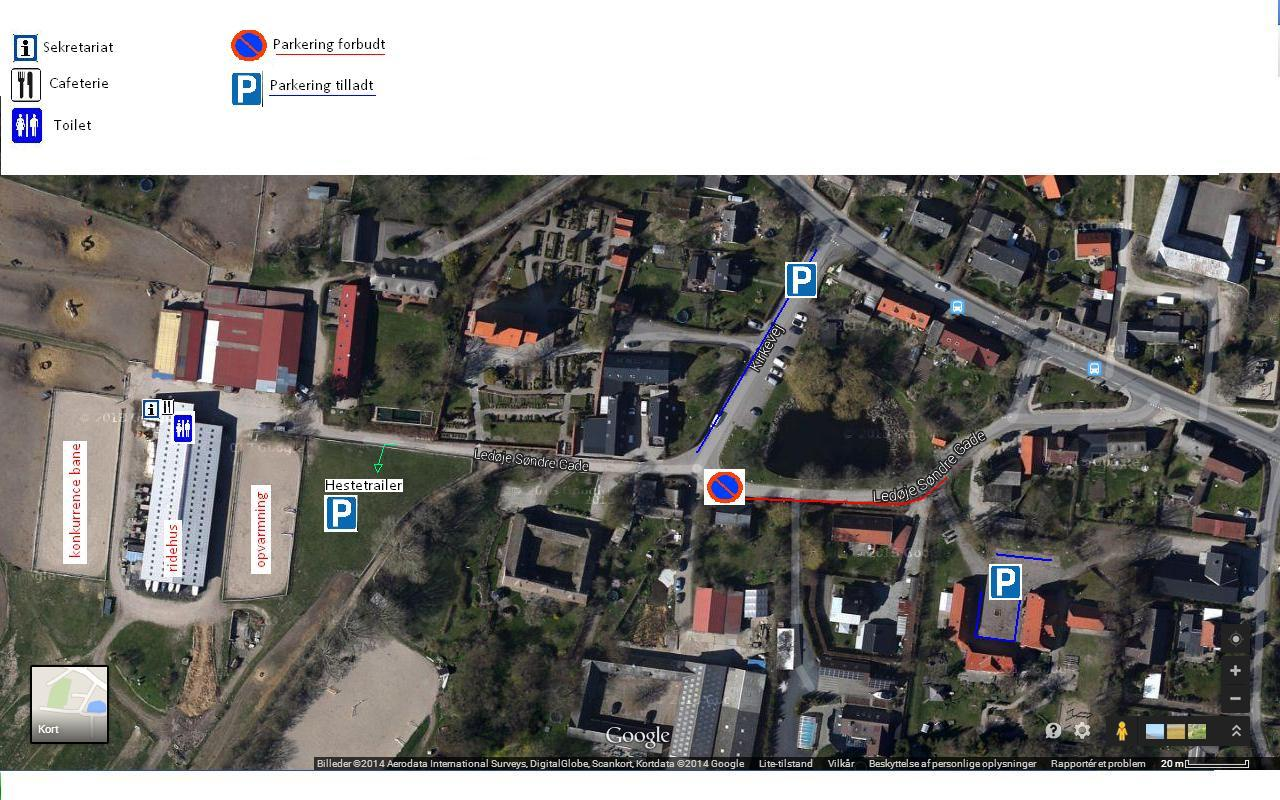 Sekretariat
Parkering forbudt
Cafeterie
P
Parkering tilladt
Toilet
P
Kirkevej
konkurrence bane
ridehus
opvarmning
Ledøje Søndre Gade
Ledøje Søndre Gade
Hestetrailer
P
P
Kort
Google
Billeder ©2014 Aerodata International Surveys, DigitalGlobe, Scankort, Kortdata ©2014 Google Lite-tilstand Vilkår Beskyttelse af personlige oplysninger Rapportér et problem 20 m